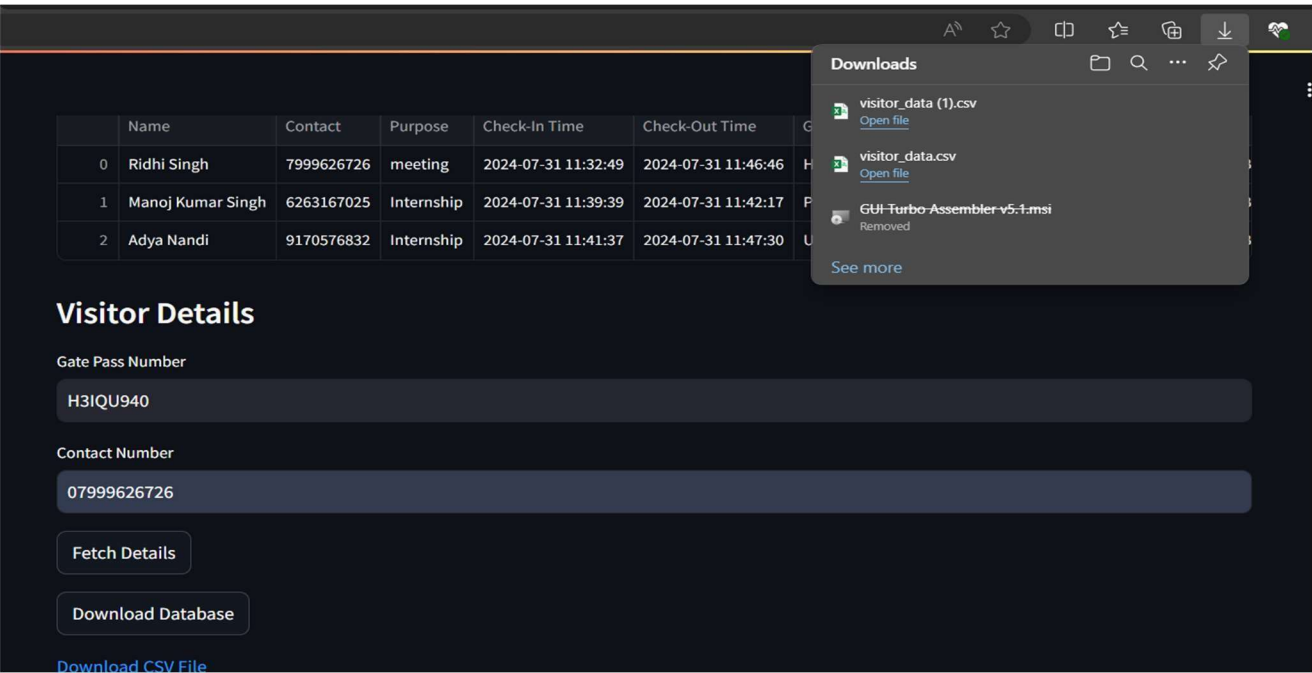 Downloads
visitor_data (1).csv
Open file
visitor_data.csv
Open file
GUI Turbo Assembler v5.1.msi
Removed
See more
Name Contact Purpose Check-In Time Check-Out Time
0 Ridhi Singh 7999626726 meeting 2024-07-31 11:32:49 2024-07-31 11:46:46
1 Manoj Kumar Singh 6263167025 Internship 2024-07-31 11:39:39 2024-07-31 11:42:17
2 Adya Nandi 9170576832 Internship 2024-07-31 11:41:37 2024-07-31 11:47:30
Visitor Details
Gate Pass Number
H3IQU940
Contact Number
07999626726
Fetch Details
Download Database
Download CSV File